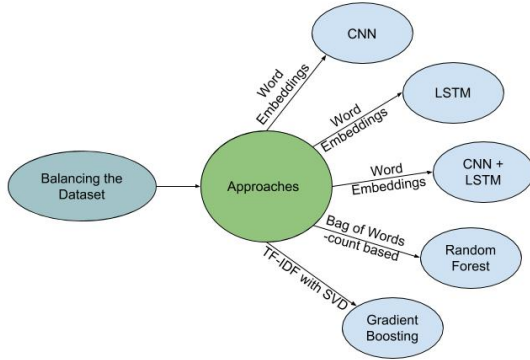 CNN
Word
Embeddings
LSTM
Word
Embeddings
Balancing the
Dataset
Approaches
Word
Embeddings
CNN +
LSTM
Bag of Words
-count based
Random
Forest
TF-IDF with SVD
Gradient
Boosting